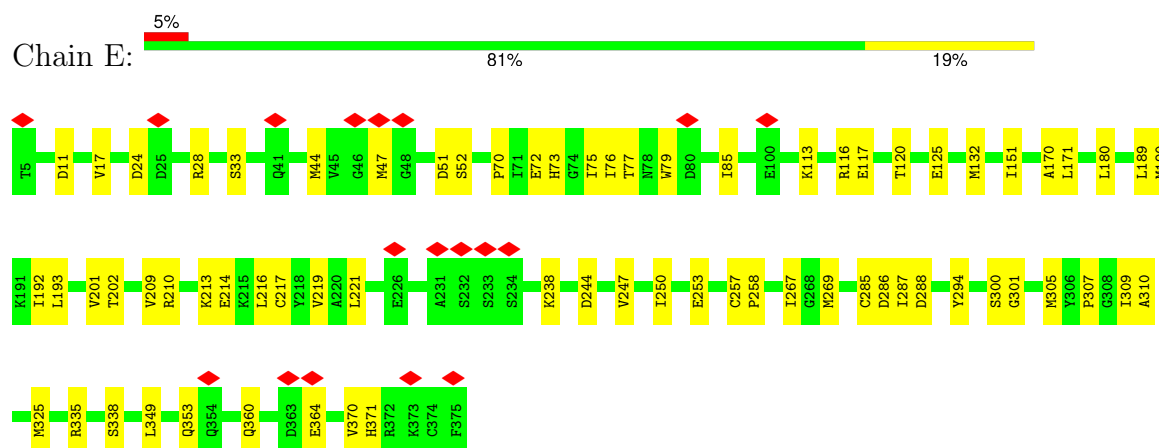 5%
Chain E:
81% 19%
T5 D11 V17 D24 D25 R28 S33 Q41 M44 V45 G46 M47 G48 D51 S52 P70 I71 E72 H73 G74 I75 I76 T77 N78 W79 D80 I85 E100 K113 R116 E117 T120 E125 M132 I151 A170 L171 L180 L189 M190
K191 I192 L193 V201 T202 V209 R210 K213 E214 K215 L216 C217 Y218 V219 A220 L221 E226 A231 S232 S233 S234 K238 D244 V247 I250 E253 C257 P258 I267 G268 M269 C285 D286 I287 D288 Y294 S300 G301 M305 Y306 P307 G308 I309 A310
M325 R335 S338 L349 Q353 Q354 Q360 D363 E364 V370 H371 R372 K373 C374 F375